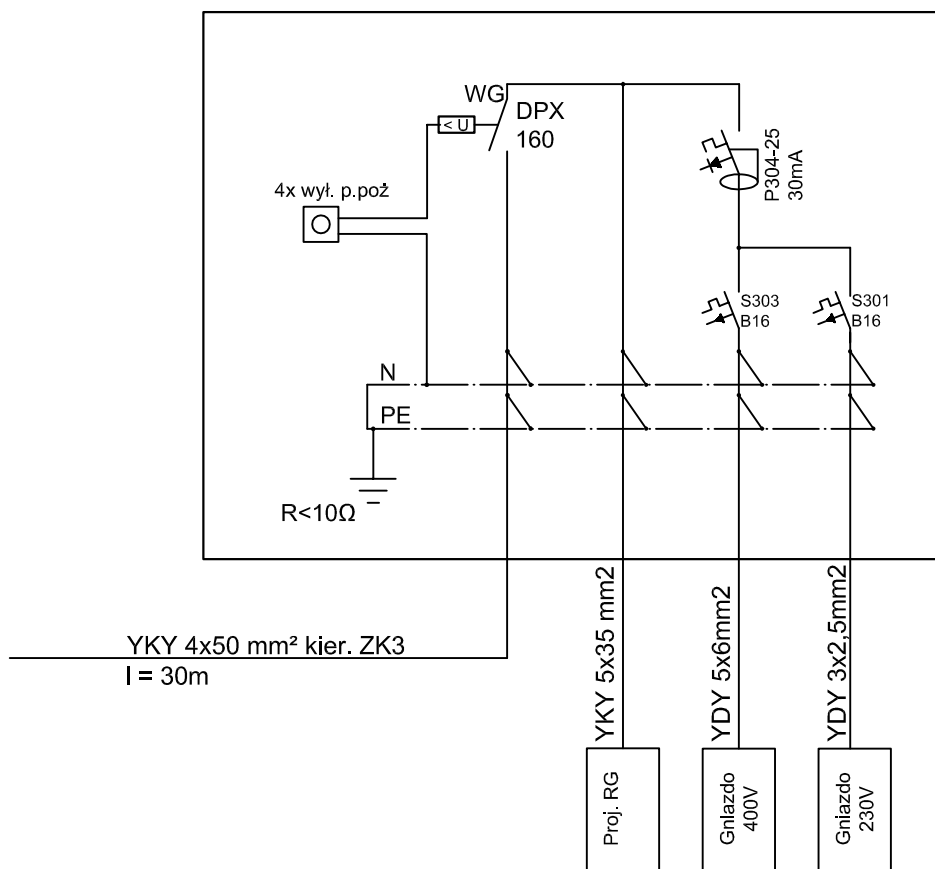 WG
DPX
160
< U
P304-25
30mA
4x wył. p.poż
S303
B16
S301
B16
N
PE
R<10Ω
YKY 4x50 mm² kier. ZK3
l = 30m
YKY 5x35 mm2
YDY 5x6mm2
YDY 3x2,5mm2
Proj. RG
Gniazdo
400V
Gniazdo
230V